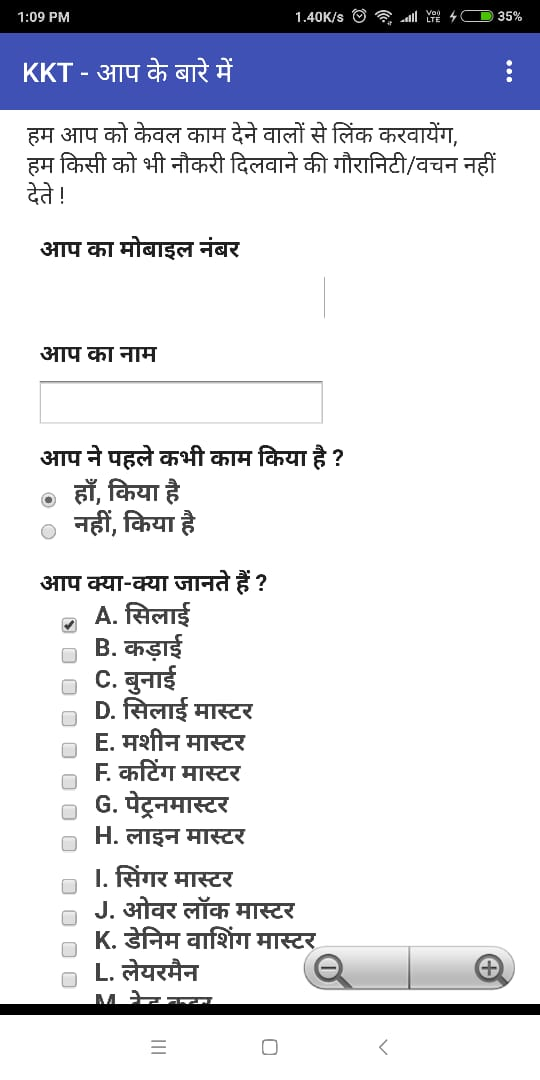 1:09 PM
1.40K/s
Vo)) LTE
35%
KKT - आप के बारे में
हम आप को केवल काम देने वालों से लिंक करवायेंग,
हम किसी को भी नौकरी दिलवाने की गौरानिटी/वचन नहीं
देते !
आप का मोबाइल नंबर
आप का नाम
आप ने पहले कभी काम किया है ?
हाँ, किया है
नहीं, किया है
आप क्या-क्या जानते हैं ?
A. सिलाई
B. कड़ाई
C. बुनाई
D. सिलाई मास्टर
E. मशीन मास्टर
F. कटिंग मास्टर
G. पेट्रनमास्टर
H. लाइन मास्टर
I. सिंगर मास्टर
J. ओवर लॉक मास्टर
K. डेनिम वाशिंग मास्टर
L. लेयरमैन
M.